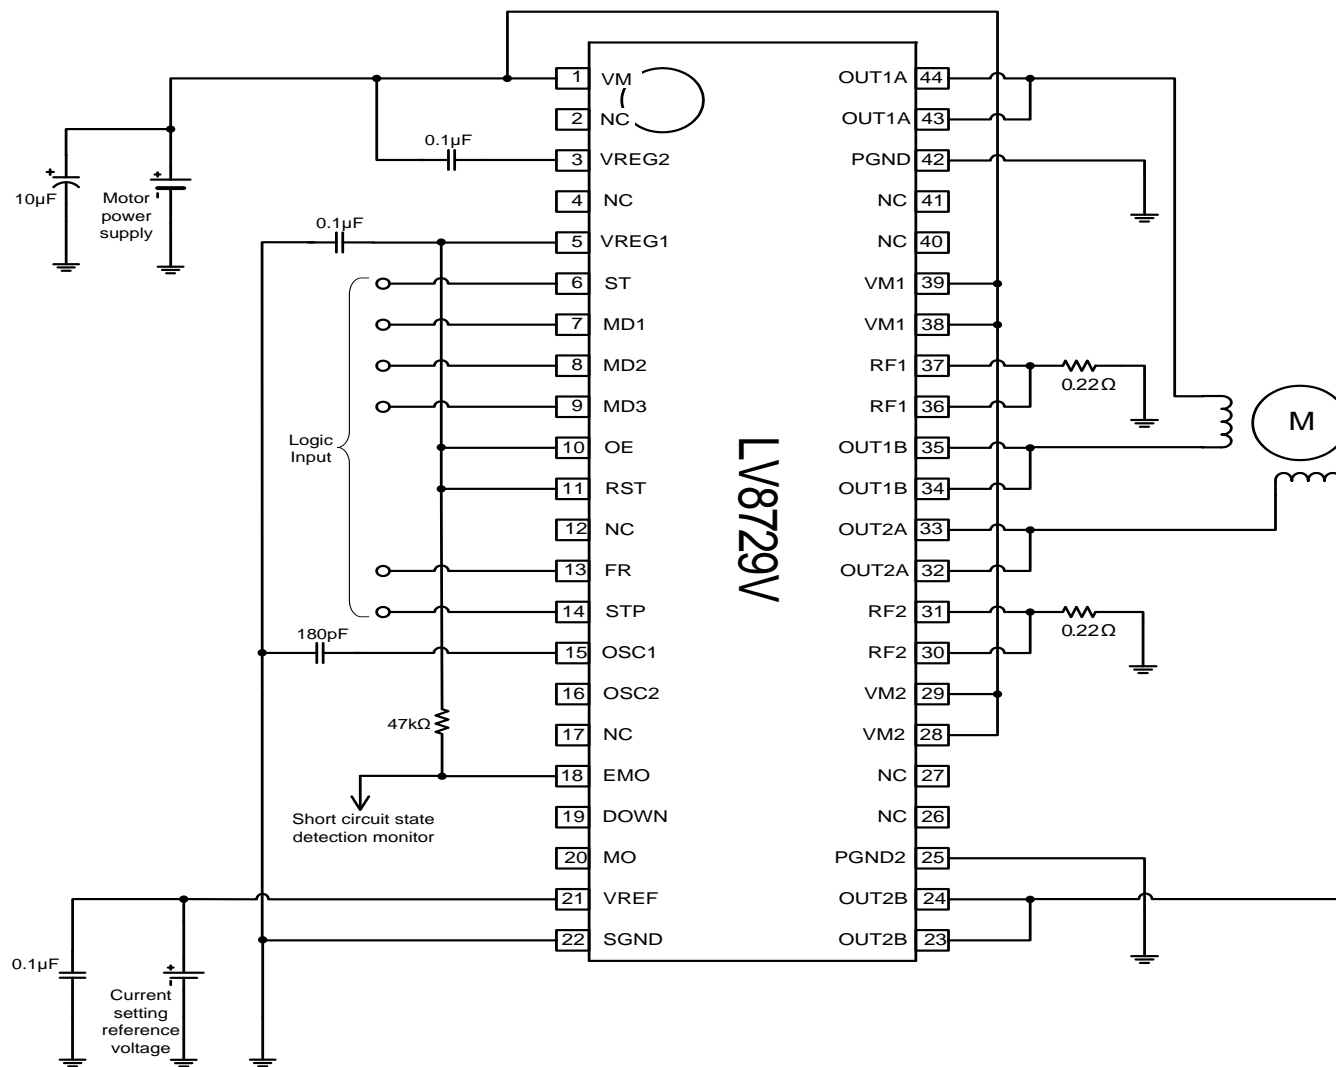 1 VM
2 NC
0.1µF
3 VREG2
4 NC
0.1µF
5 VREG1
6 ST
7 MD1
8 MD2
9 MD3
10 OE
11 RST
12 NC
13 FR
14 STP
180pF
15 OSC1
16 OSC2
47kΩ
17 NC
18 EMO
19 DOWN
20 MO
21 VREF
22 SGND
+
10µF
+
-
Motor
power
supply
Logic
Input
Short circuit state
detection monitor
0.1µF
+
-
Current
setting
reference
voltage
LV8729V
OUT1A 44
OUT1A 43
PGND 42
NC 41
NC 40
VM1 39
VM1 38
RF1 37
0.22Ω
RF1 36
OUT1B 35
OUT1B 34
OUT2A 33
OUT2A 32
RF2 31
0.22Ω
RF2 30
VM2 29
VM2 28
NC 27
NC 26
PGND2 25
OUT2B 24
OUT2B 23
M